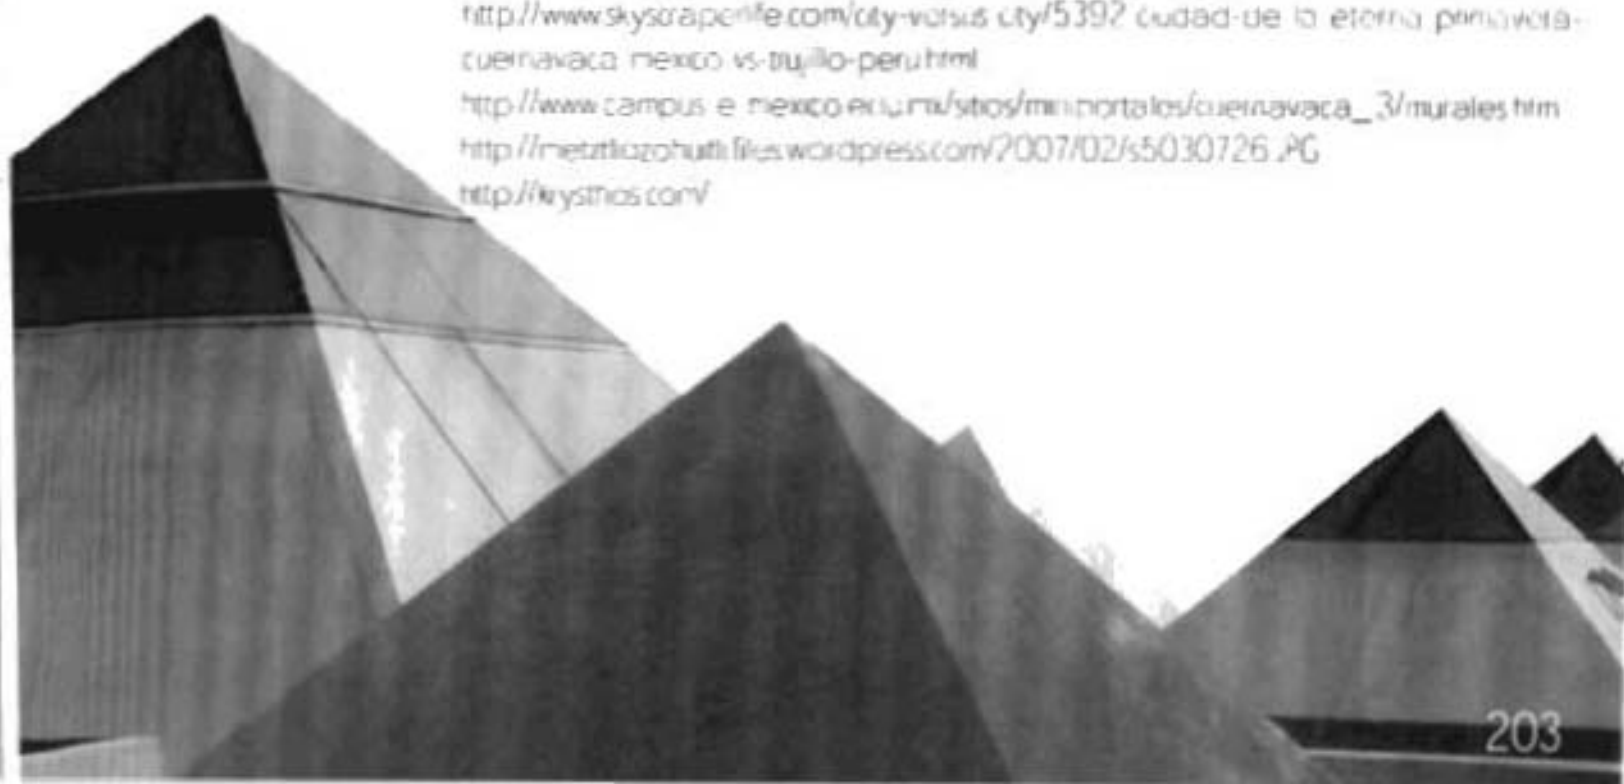 http://www.skyscraperlife.com/city-versus-city/5392-ciudad-de-la-eterna-primavera-
cuernavaca-mexico-vs-trujillo-peru.html
http://www.campus-e-mexico.edu.mx/sitios/miniportales/cuernavaca_3/murales.htm
http://files.wordpress.com/2007/02/s5030726.JPG
http://krysthos.com/
203